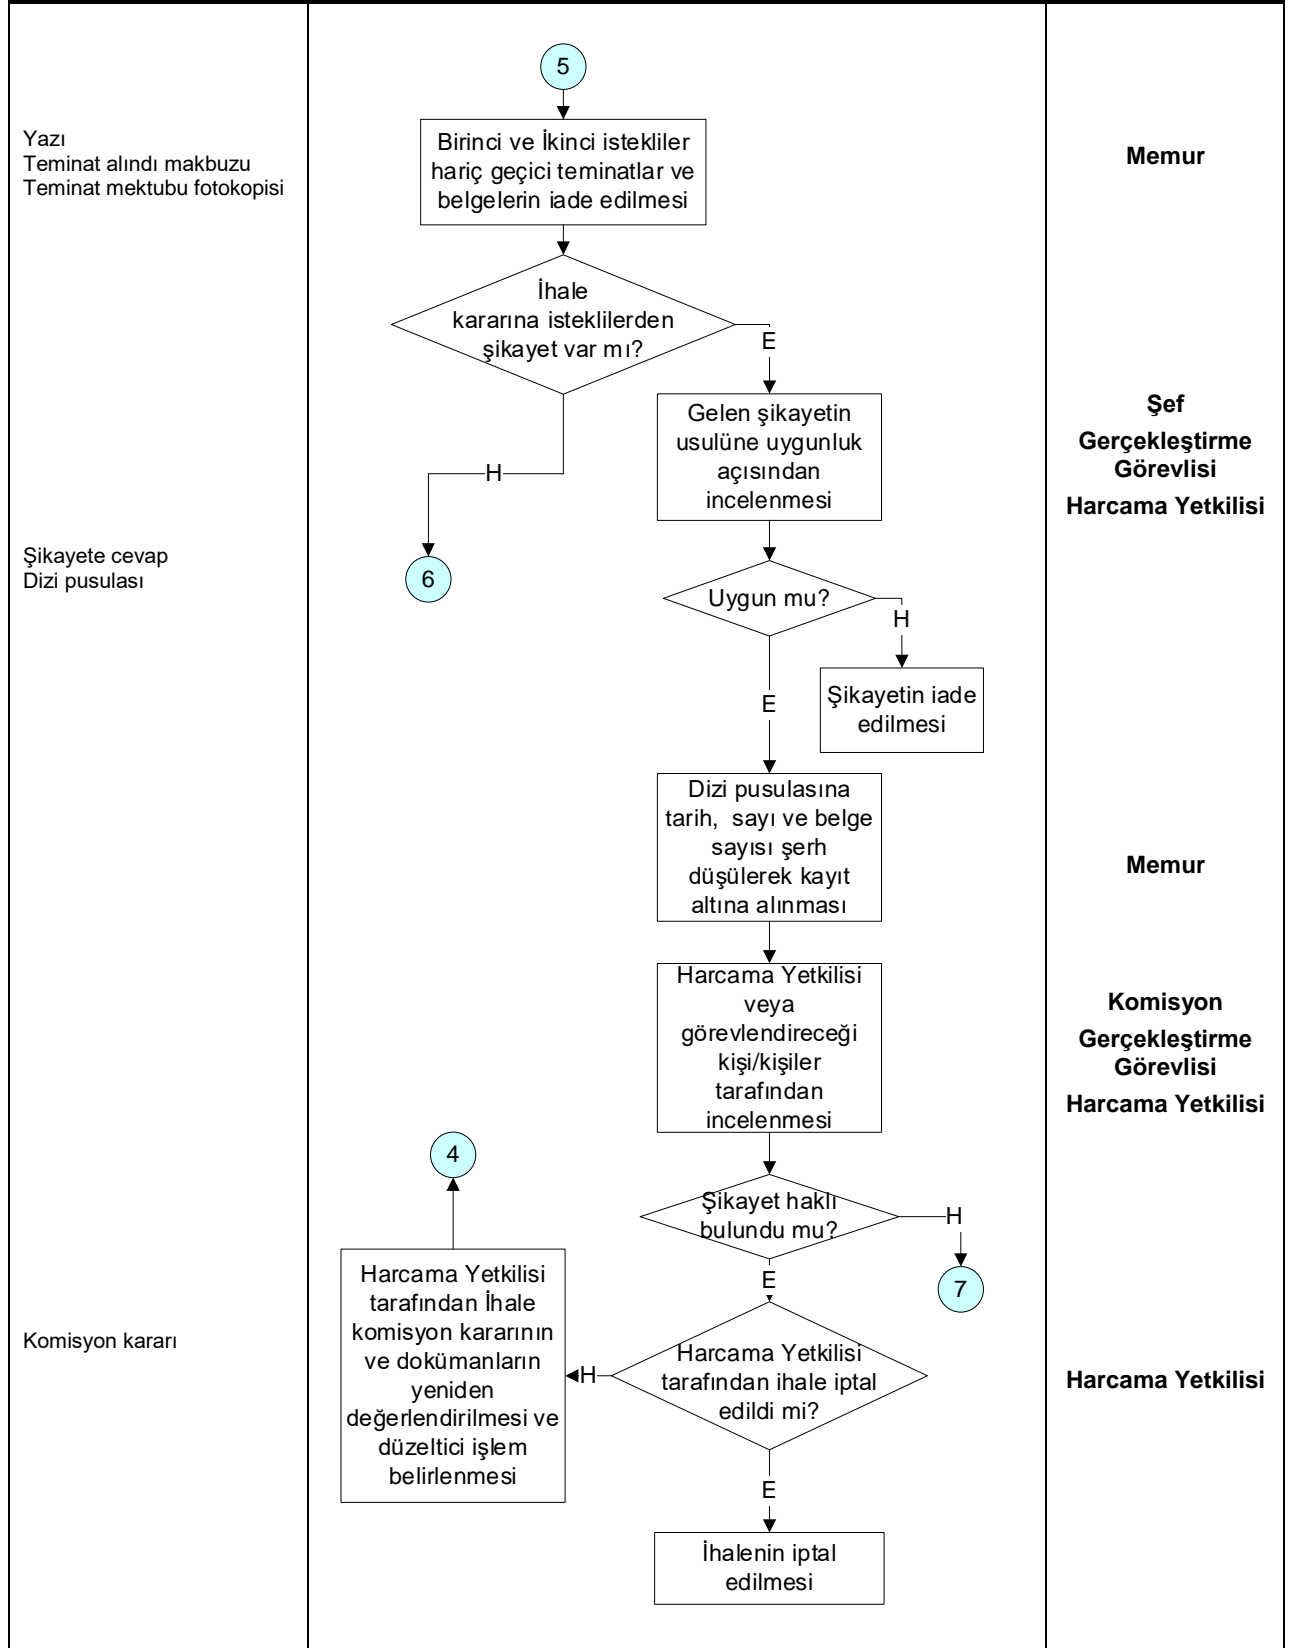 5
Yazı
Teminat alındı makbuzu
Teminat mektubu fotokopisi
Birinci ve İkinci istekliler
hariç geçici teminatlar ve
belgelerin iade edilmesi
Memur
İhale
kararına isteklilerden
şikayet var mı?
E
H
Gelen şikayetin
usulüne uygunluk
açısından
incelenmesi
Şef
Gerçekleştirme
Görevlisi
Harcama Yetkilisi
Şikayete cevap
Dizi pusulası
6
Uygun mu?
H
Şikayetin iade
edilmesi
E
Dizi pusulasına
tarih,  sayı ve belge
sayısı şerh
düşülerek kayıt
altına alınması
Memur
Harcama Yetkilisi
veya
görevlendireceği
kişi/kişiler
tarafından
incelenmesi
Komisyon
Gerçekleştirme
Görevlisi
Harcama Yetkilisi
4
Şikayet haklı
bulundu mu?
H
7
E
Harcama Yetkilisi
tarafından İhale
komisyon kararının
ve dokümanların
yeniden
değerlendirilmesi ve
düzeltici işlem
belirlenmesi
Komisyon kararı
H
Harcama Yetkilisi
tarafından ihale iptal
edildi mi?
Harcama Yetkilisi
E
İhalenin iptal
edilmesi